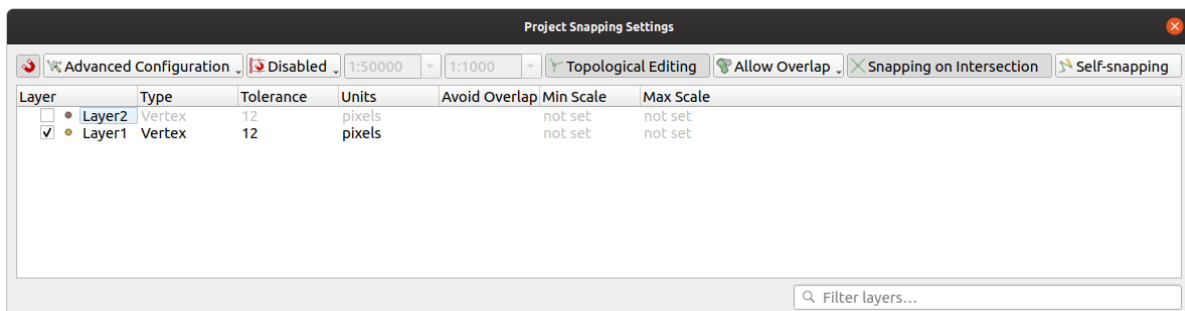 Project Snapping Settings
Advanced Configuration Disabled 1:50000 1:1000 Topological Editing Allow Overlap Snapping on Intersection Self-snapping
Layer Type Tolerance Units Avoid Overlap Min Scale Max Scale
Layer2 Vertex 12 pixels not set not set
Layer1 Vertex 12 pixels not set not set
Filter layers...